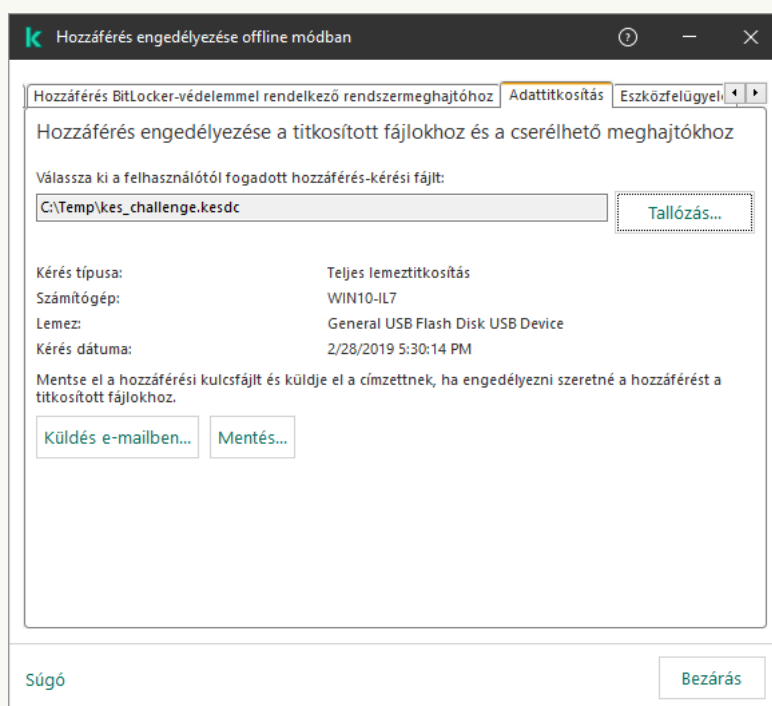 Hozzáférés engedélyezése offline módban
Hozzáférés BitLocker-védelemmel rendelkező rendszermeghajtóhoz Adattitkosítás
Hozzáférés engedélyezése a titkosított fájlokhoz és a cserélhető meghajtókhoz
Válassza ki a felhasználótól fogadott hozzáférés-kérési fájlt:
C:\Temp\kes_challenge.kesdc Tallózás...
Kérés típusa: Teljes lemeztitkosítás
Számítógép: WIN10-IL7
Lemez: General USB Flash Disk USB Device
Kérés dátuma: 2/28/2019 5:30:14 PM
Mentse el a hozzáférési kulcsfájlt és küldje el a címzettnek, ha engedélyezni szeretné a hozzáférést a
titkosított fájlokhoz.
Küldés e-mailben... Mentés...
Súgó Bezárás